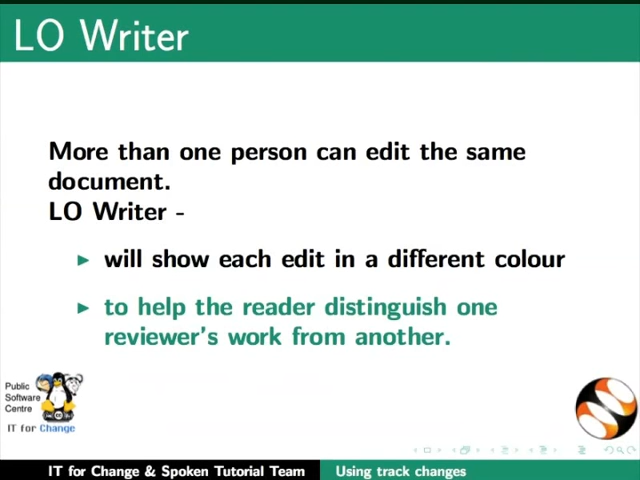 LO Writer
More than one person can edit the same
document.
LO Writer -
will show each edit in a different colour
to help the reader distinguish one
reviewer's work from another.
Public
Software
Centre
IT for Change
IT for Change & Spoken Tutorial Team
Using track changes